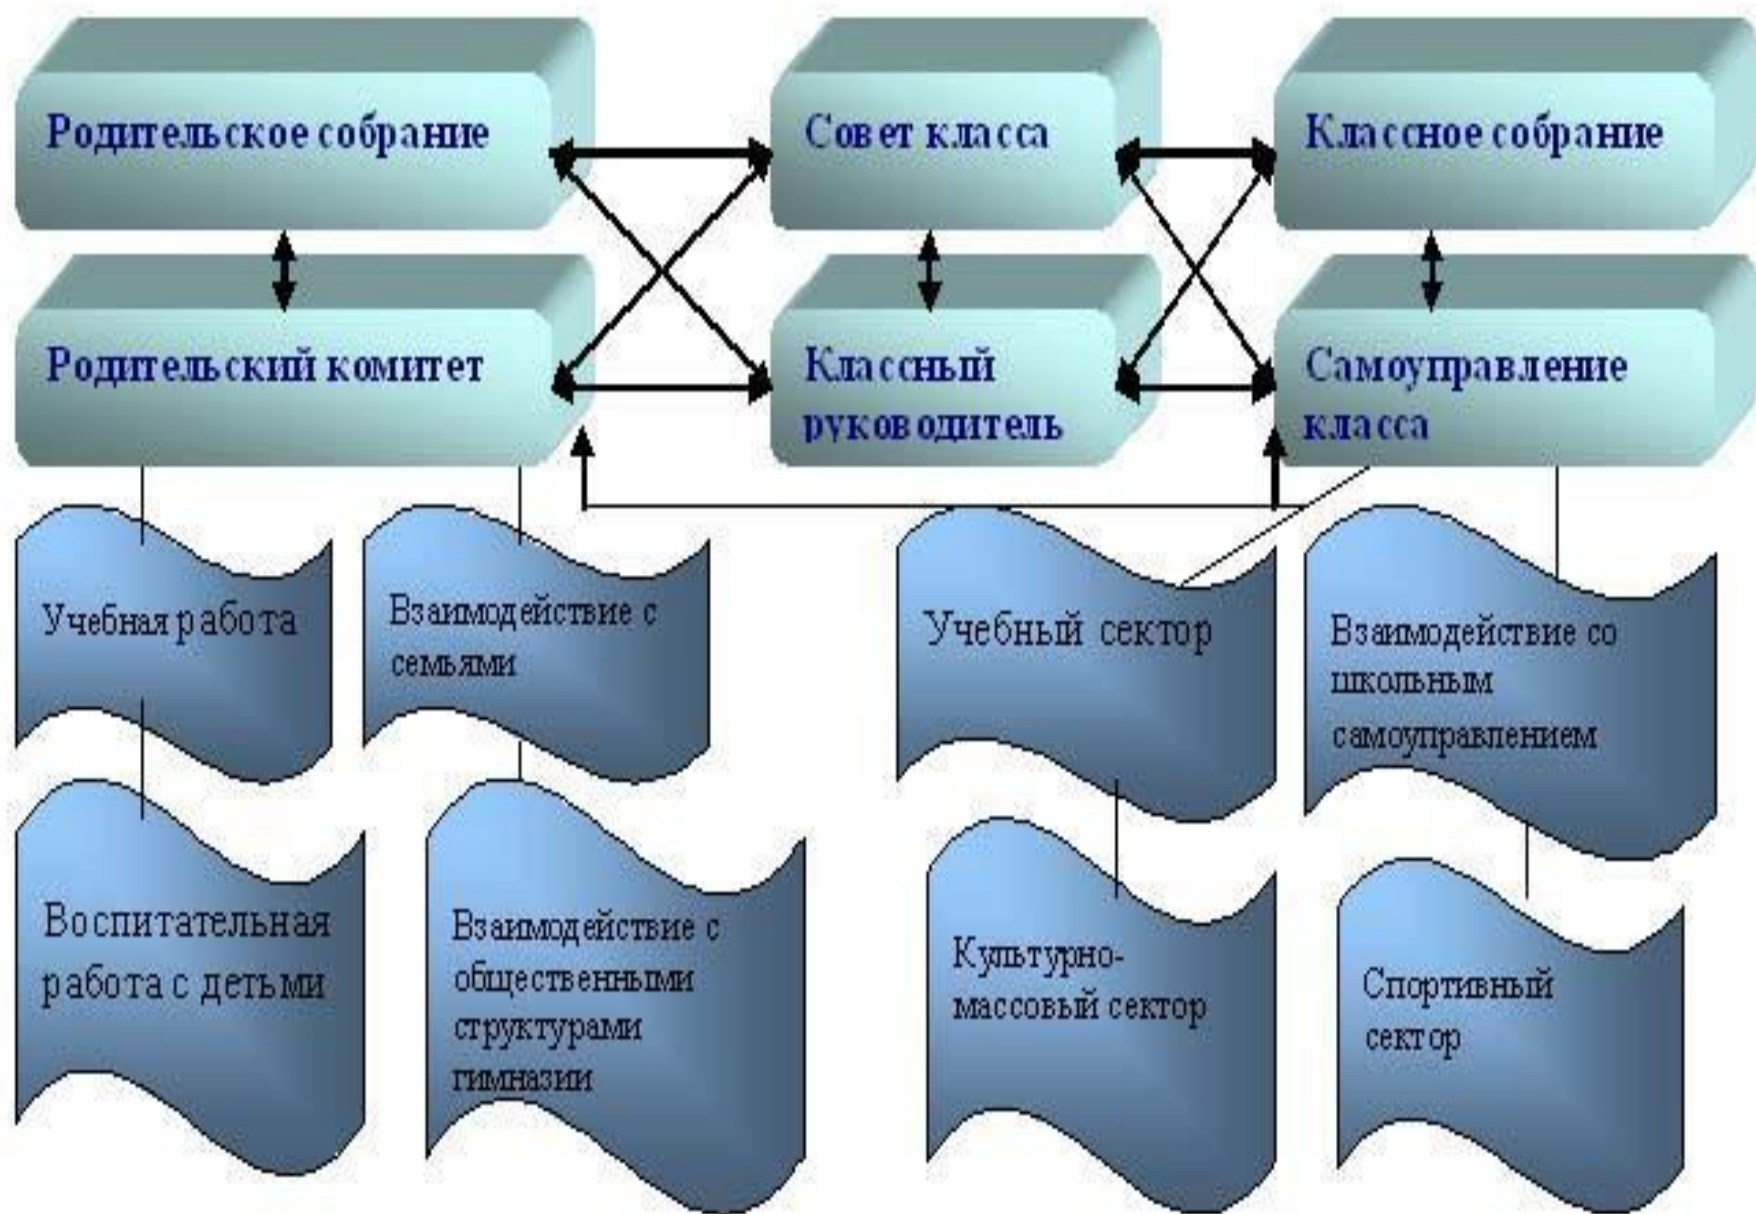 Родительское собрание
Совет класса
Классное собрание
Родительский комитет
Классный
руководитель
Самоуправление
класса
Учебная работа
Взаимодействие с
семьями
Учебный сектор
Взаимодействие со
школьным
самоуправлением
Воспитательная
работа с детьми
Взаимодействие с
общественными
структурами
гимназии
Культурно-
массовый сектор
Спортивный
сектор